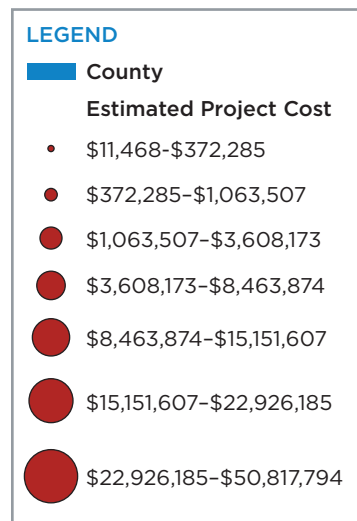 LEGEND
County
Estimated Project Cost
$11,468-$372,285
$372,285–$1,063,507
$1,063,507–$3,608,173
$3,608,173–$8,463,874
$8,463,874–$15,151,607
$15,151,607–$22,926,185
$22,926,185–$50,817,794